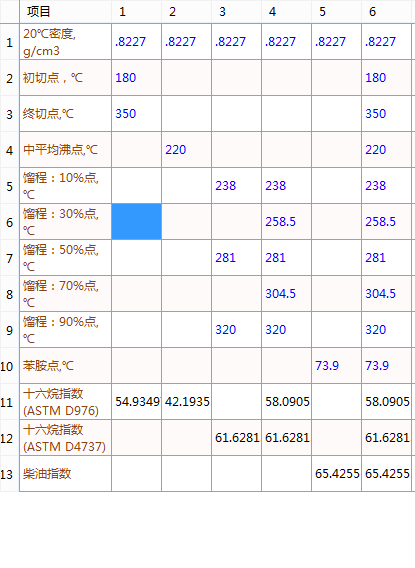 项目 1 2 3 4 5 6
1 20℃密度, g/cm3 .8227 .8227 .8227 .8227 .8227 .8227
2 初切点，℃ 180 180
3 终切点,℃ 350 350
4 中平均沸点,℃ 220 220
5 馏程：10%点, ℃ 238 238 238
6 馏程：30%点, ℃ 258.5 258.5
7 馏程：50%点, ℃ 281 281 281
8 馏程：70%点, ℃ 304.5 304.5
9 馏程：90%点, ℃ 320 320 320
10 苯胺点,℃ 73.9 73.9
11 十六烷指数 (ASTM D976) 54.9349 42.1935 58.0905 58.0905
12 十六烷指数 (ASTM D4737) 61.6281 61.6281 61.6281
13 柴油指数 65.4255 65.4255